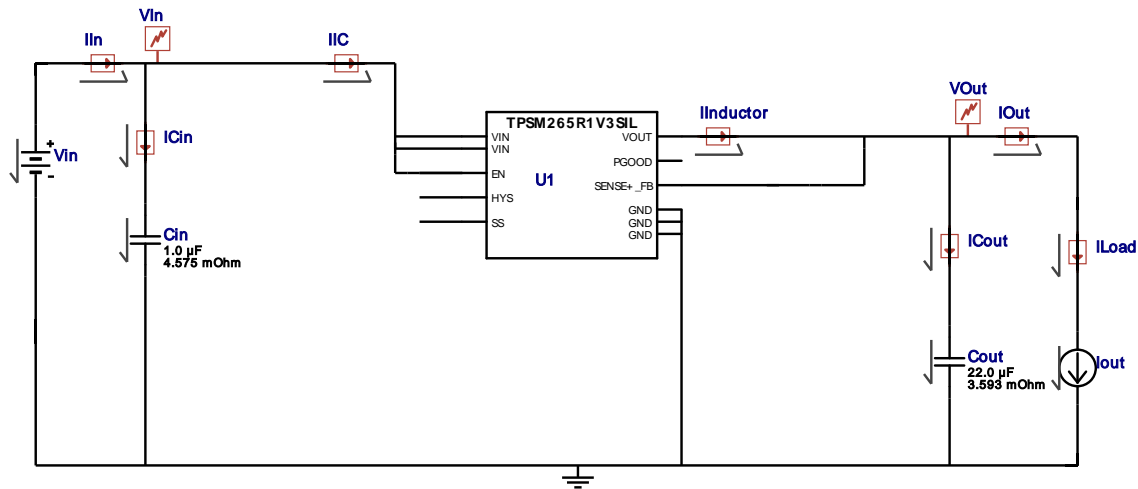 VIn
IIn
IIC
VOut
IInductor
IOut
TPSM265R1V3SIL
VIN
VOUT
VIN
PGOOD
EN
U1
SENSE+ _FB
HYS
GND
SS
GND
GND
ICin
+
Vin
-
Cin
1.0 µF
4.575 mOhm
ICout
ILoad
Cout
22.0 µF
3.593 mOhm
Iout